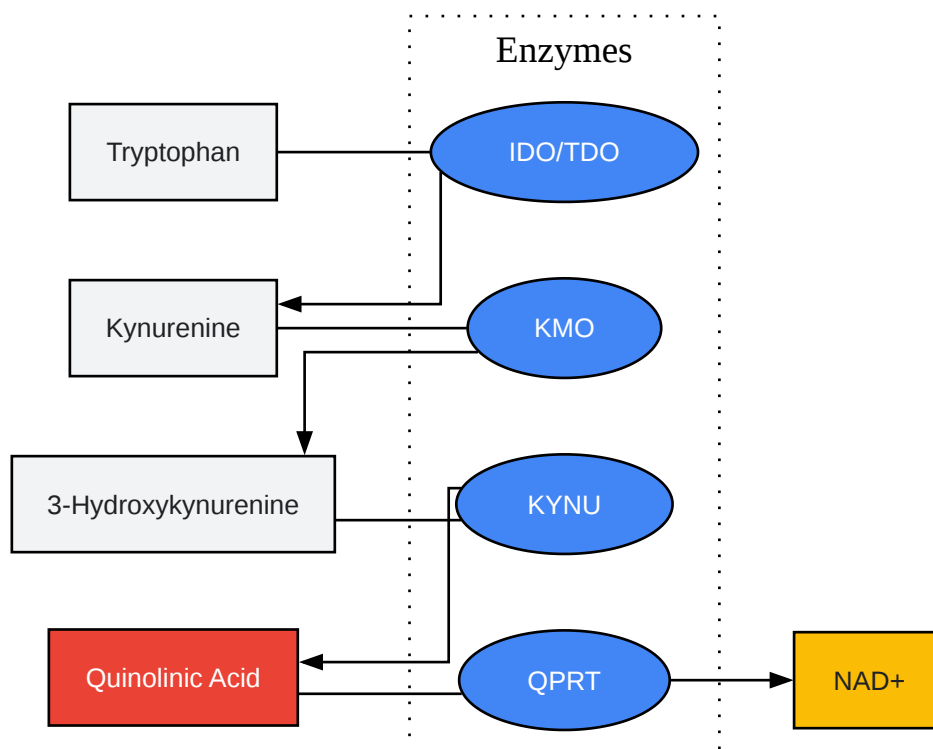 Enzymes
Tryptophan
IDO/TDO
Kynurenine
KMO
3-Hydroxykynurenine
KYNU
Quinolinic Acid
QPRT
NAD+